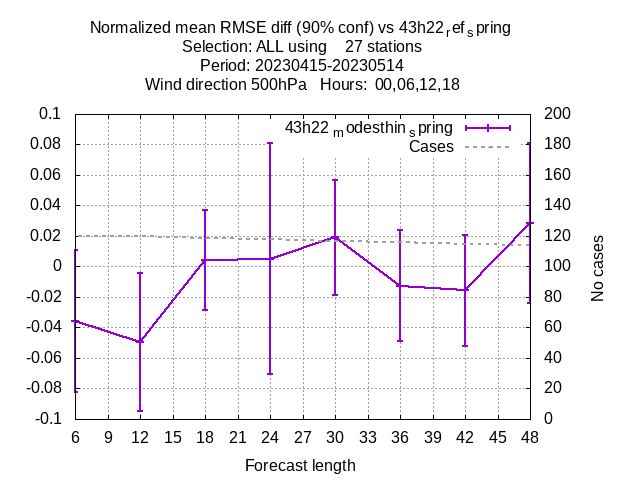 Normalized mean RMSE diff (90% conf) vs 43h22refspring
Selection: ALL using 27 stations
Period: 20230415-20230514
Wind direction 500hPa Hours: 00,06,12,18
43h22 modesthinspring
Cases
0.1
0.08
0.06
0.04
0.02
0
-0.02
-0.04
-0.06
-0.08
-0.1
200
180
160
140
120
100
80
60
40
20
0
No cases
6 9 12 15 18 21 24 27 30 33 36 39 42 45 48
Forecast length